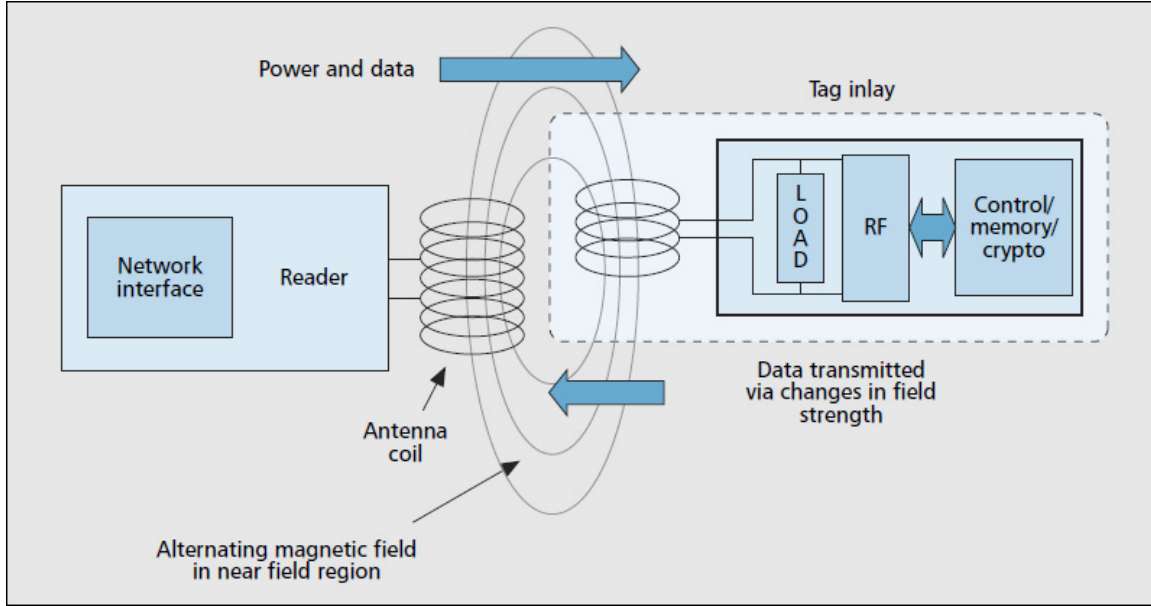 Power and data
Tag inlay
Network
interface
Reader
LOAD
RF
Control/
memory/
crypto
Data transmitted
via changes in field
strength
Antenna
coil
Alternating magnetic field
in near field region